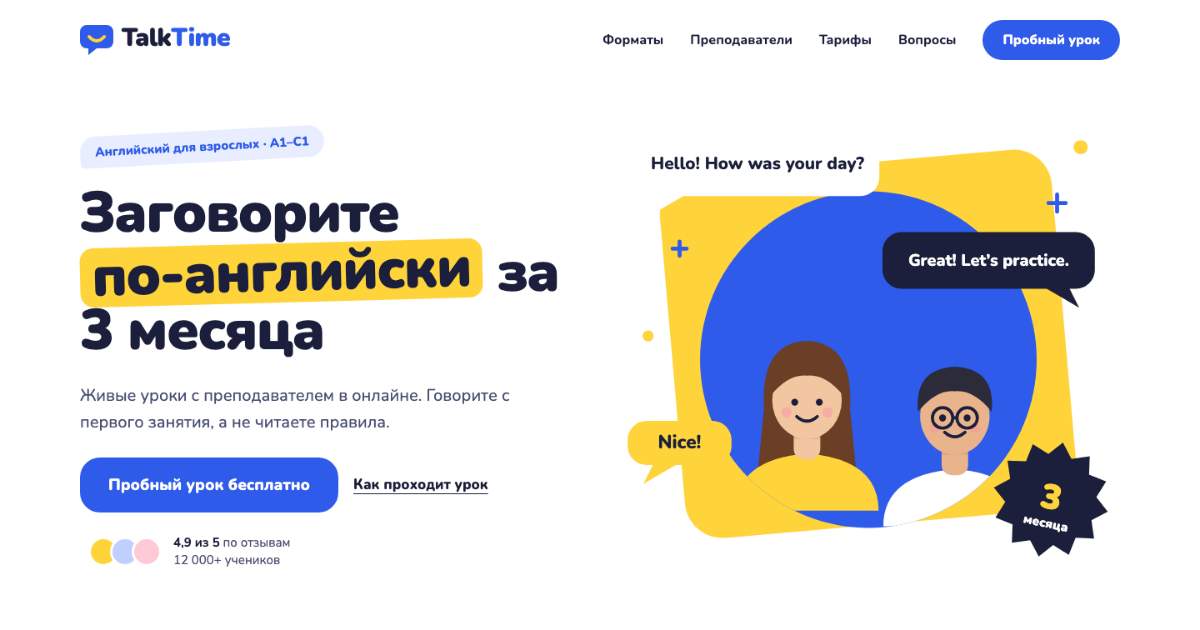 TalkTime
Форматы
Преподаватели
Тарифы
Вопросы
Пробный урок
Английский для взрослых · A1–C1
Заговорите
по-английски за
3 месяца
Живые уроки с преподавателем в онлайне. Говорите с
первого занятия, а не читаете правила.
Пробный урок бесплатно
Как проходит урок
4,9 из 5 по отзывам
12 000+ учеников
Hello! How was your day?
Great! Let's practice.
Nice!
3
месяца